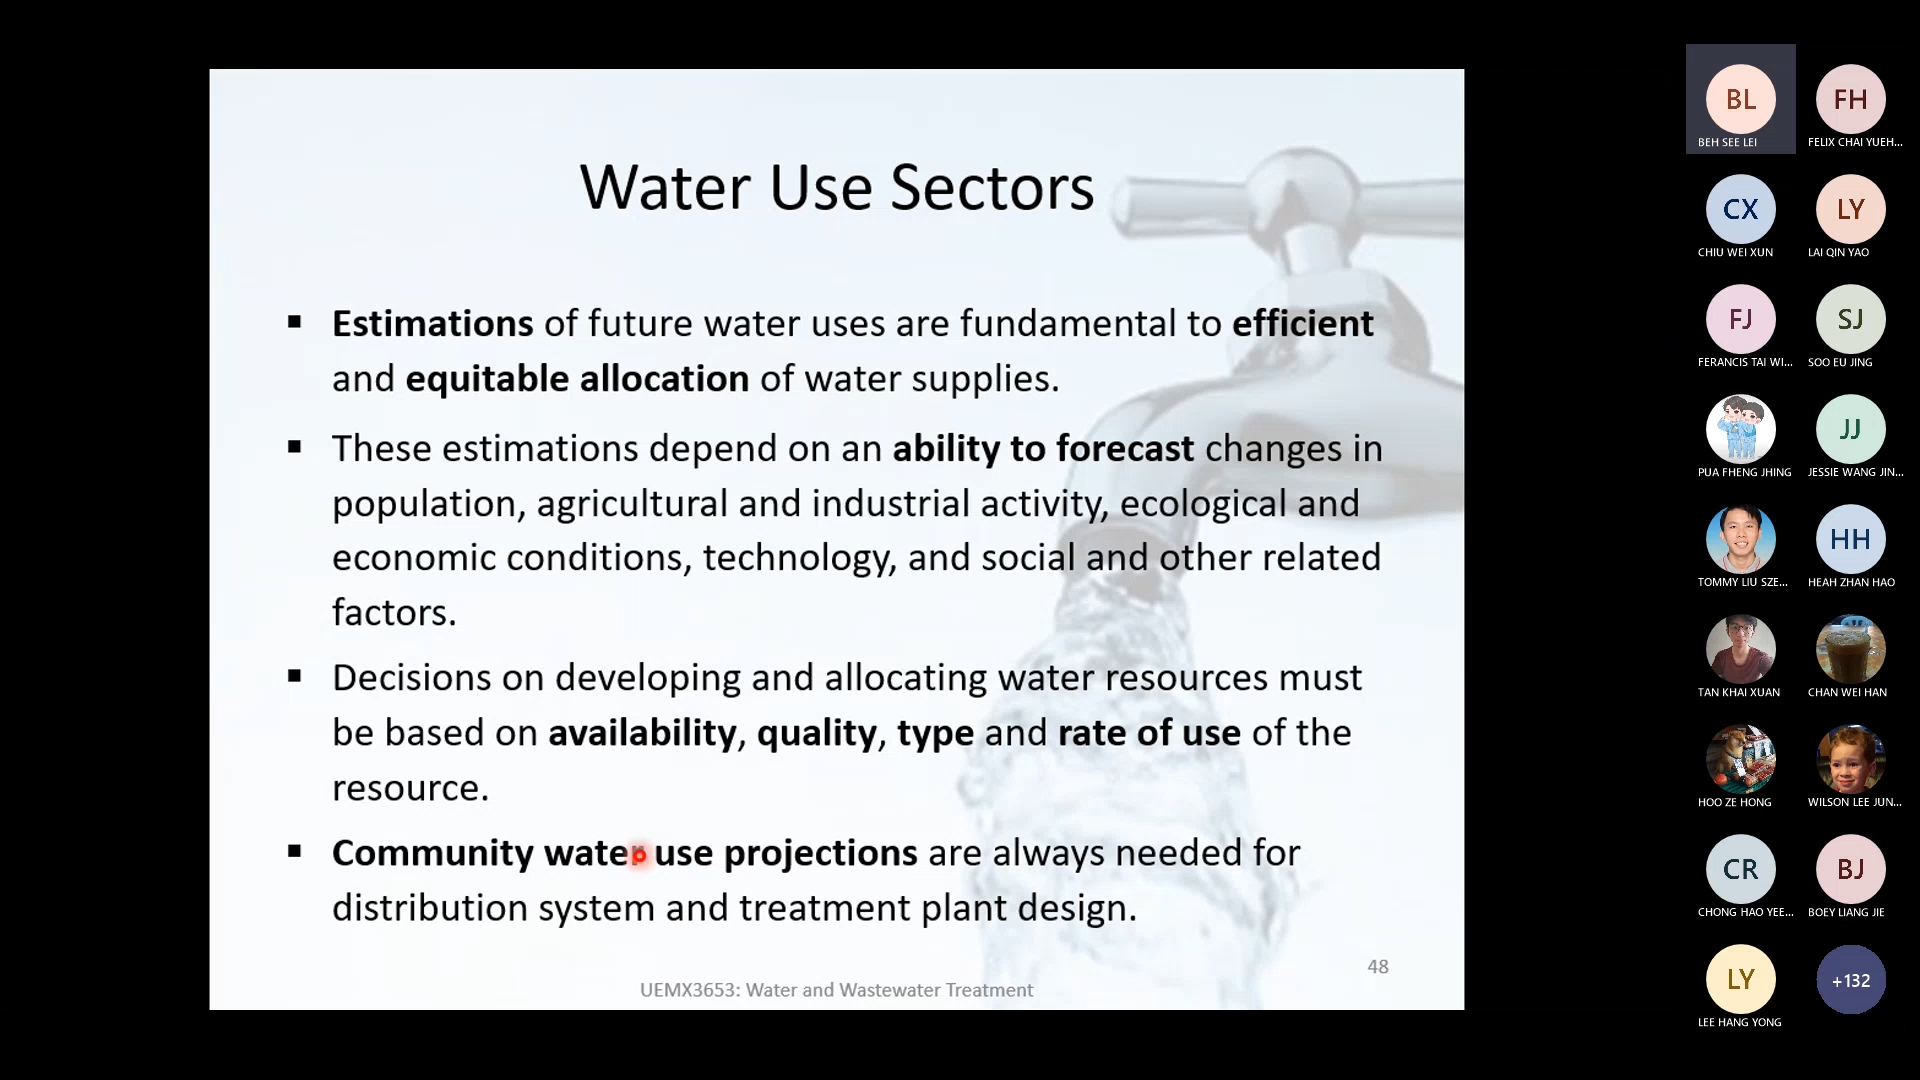 Water Use Sectors
▪ Estimations of future water uses are fundamental to efficient
and equitable allocation of water supplies.
▪ These estimations depend on an ability to forecast changes in
population, agricultural and industrial activity, ecological and
economic conditions, technology, and social and other related
factors.
▪ Decisions on developing and allocating water resources must
be based on availability, quality, type and rate of use of the
resource.
▪ Community water use projections are always needed for
distribution system and treatment plant design.
48
UEMX3653: Water and Wastewater Treatment
BL
BEH SEE LEI
FH
FELIX CHAI YUEH...
CX
CHIU WEI XUN
LY
LAI QIN YAO
FJ
FERANCIS TAI WI...
SJ
SOO EU JING
PUA FHENG JHING
JJ
JESSIE WANG JIN...
TOMMY LIU SZE...
HH
HEAH ZHAN HAO
TAN KHAI XUAN
CHAN WEI HAN
HOO ZE HONG
WILSON LEE JUN...
CR
CHONG HAO YEE...
BJ
BOEY LIANG JIE
LY
LEE HANG YONG
+132